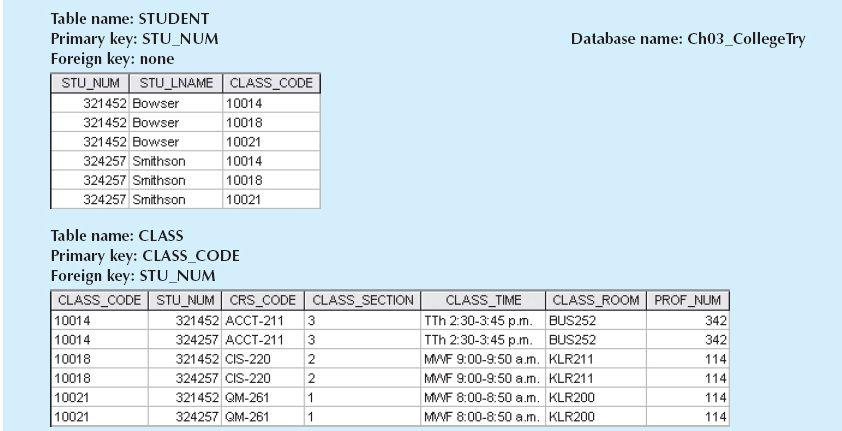 Table name: STUDENT
Primary key: STU_NUM Database name: Ch03_CollegeTry
Foreign key: none
STU_NUM STU_LNAME CLASS_CODE
321452 Bowser 10014
321452 Bowser 10018
321452 Bowser 10021
324257 Smithson 10014
324257 Smithson 10018
324257 Smithson 10021
Table name: CLASS
Primary key: CLASS_CODE
Foreign key: STU_NUM
CLASS_CODE STU_NUM CRS_CODE CLASS_SECTION CLASS_TIME CLASS_ROOM PROF_NUM
10014 321452 ACCT-211 3 TTh 2:30-3:45 p.m. BUS252 342
10014 324257 ACCT-211 3 TTh 2:30-3:45 p.m. BUS252 342
10018 321452 CIS-220 2 MWF 9:00-9:50 a.m. KLR211 114
10018 324257 CIS-220 2 MWF 9:00-9:50 a.m. KLR211 114
10021 321452 QM-261 1 MWF 8:00-8:50 a.m. KLR200 114
10021 324257 QM-261 1 MWF 8:00-8:50 a.m. KLR200 114